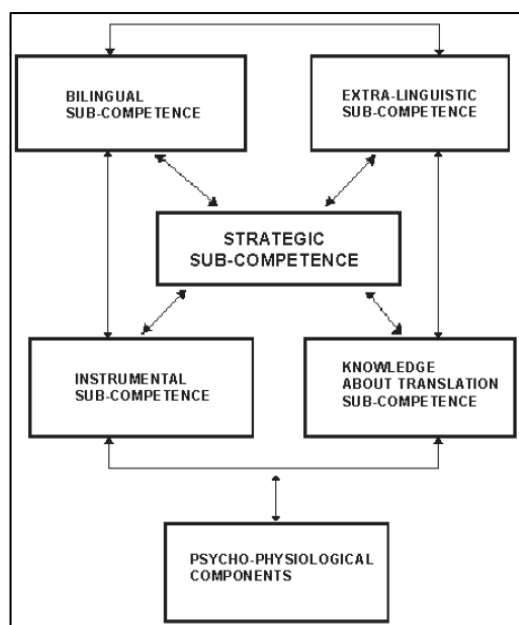 BILINGUAL
SUB-COMPETENCE
EXTRA-LINGUISTIC
SUB-COMPETENCE
STRATEGIC
SUB-COMPETENCE
INSTRUMENTAL
SUB-COMPETENCE
KNOWLEDGE
ABOUT TRANSLATION
SUB-COMPETENCE
PSYCHO-PHYSIOLOGICAL
COMPONENTS